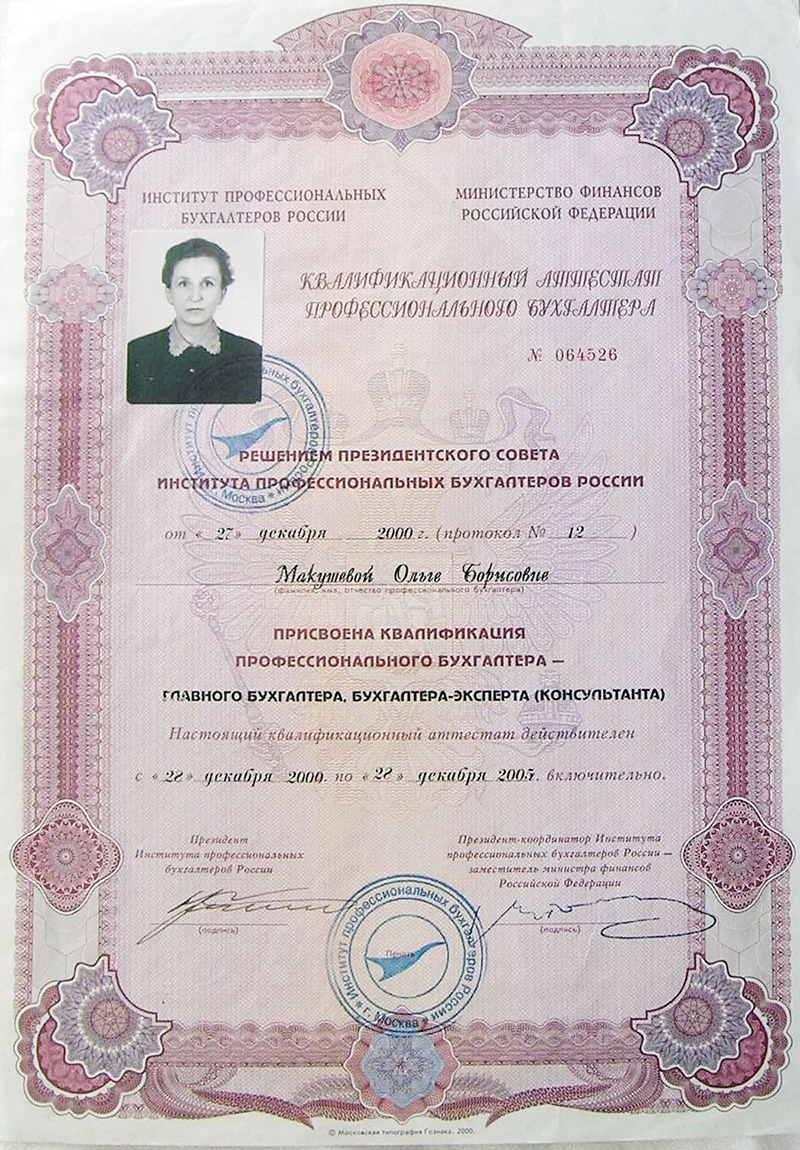 ИНСТИТУТ ПРОФЕССИОНАЛЬНЫХ
БУХГАЛТЕРОВ РОССИИ
МИНИСТЕРСТВО ФИНАНСОВ
РОССИЙСКОЙ ФЕДЕРАЦИИ
КВАЛИФИКАЦИОННЫЙ АТТЕСТАТ
ПРОФЕССИОНАЛЬНОГО БУХГАЛТЕРА
№ 064526
РЕШЕНИЕМ ПРЕЗИДЕНТСКОГО СОВЕТА
ИНСТИТУТА ПРОФЕССИОНАЛЬНЫХ БУХГАЛТЕРОВ РОССИИ
от « 27 » декабря 2000 г. (протокол № 12 )
Макушевой Ольге Борисовне
(фамилия, имя, отчество профессионального бухгалтера)
ПРИСВОЕНА КВАЛИФИКАЦИЯ
ПРОФЕССИОНАЛЬНОГО БУХГАЛТЕРА —
ГЛАВНОГО БУХГАЛТЕРА, БУХГАЛТЕРА-ЭКСПЕРТА (КОНСУЛЬТАНТА)
Настоящий квалификационный аттестат действителен
с « 28 » декабря 2000. по « 28 » декабря 2005. включительно.
Президент
Института профессиональных
бухгалтеров России
(подпись)
Президент-координатор Института
профессиональных бухгалтеров России —
заместитель министра финансов
Российской Федерации
(подпись)
Институт профессиональных бухгалтеров России
* г. Москва *
Печать
© Московская типография Гознака, 2000.